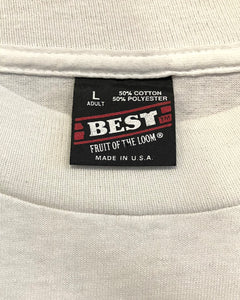 L 50% COTTON
ADULT 50% POLYESTER
BEST
FRUIT OF THE LOOM®
MADE IN U.S.A.